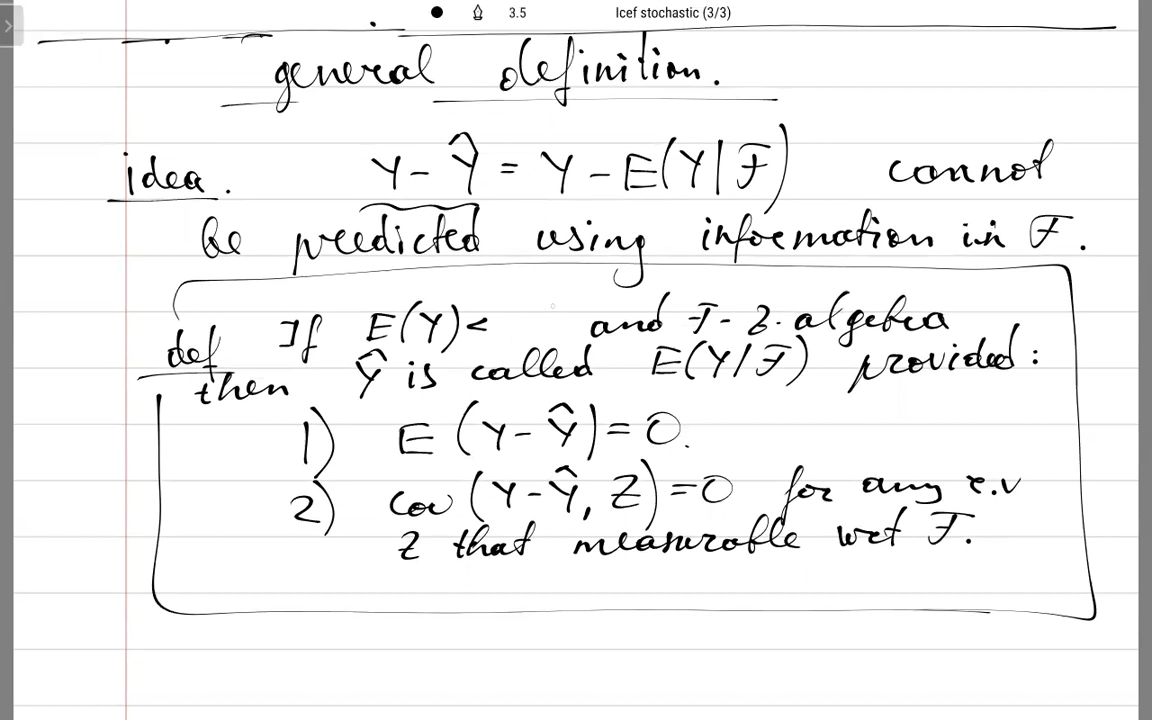 3.5 Icef stochastic (3/3)
general definition.
idea. Y - Ŷ = Y - E(Y|F) cannot
be predicted using information in F.
def If E(Y)< and F - σ-algebra
then Ŷ is called E(Y/F) provided:
1) E(Y-Ŷ)=0.
2) cov(Y-Ŷ, Z)=0 for any r.v
Z that measurable wrt F.